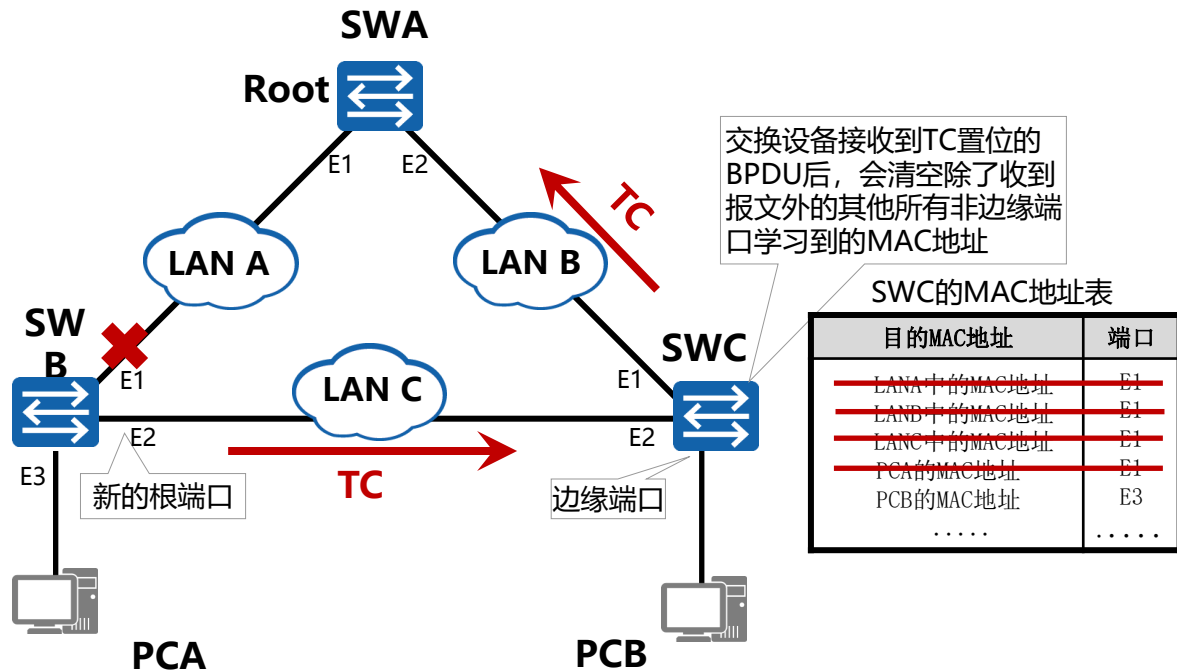 SWA
Root
E1
E2
TC
交换设备接收到TC置位的
BPDU后，会清空除了收到
报文外的其他所有非边缘端
口学习到的MAC地址
LAN A
LAN B
SWC的MAC地址表
目的MAC地址 端口
LANA中的MAC地址 E1
LANB中的MAC地址 E1
LANC中的MAC地址 E1
PCA的MAC地址 E1
PCB的MAC地址 E3
..... .....
SW
B
E1
SWC
E1
LAN C
E2
E2
E3
TC
新的根端口
边缘端口
PCA
PCB